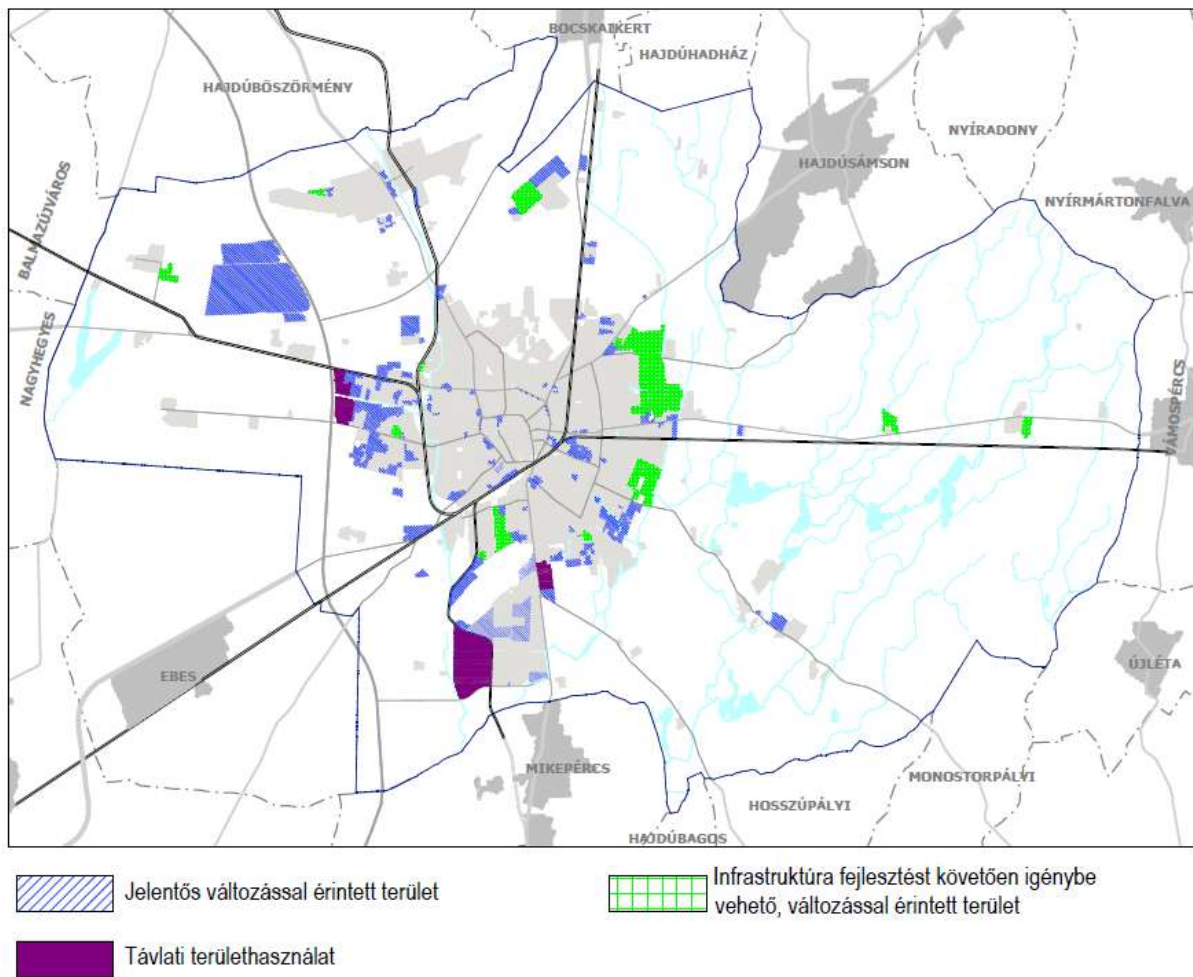 BOCSKAIKERT
HAJDÚHADHÁZ
HAJDÚBÖSZÖRMÉNY
NYÍRADONY
HAJDÚSÁMSON
NYÍRMÁRTONFALVA
BALMAZÚJVÁROS
NAGYHEGYES
VÁMOSPÉRCS
ÚJLÉTA
EBES
MIKEPÉRCS
MONOSTORPÁLYI
HOSSZÚPÁLYI
HAJDÚBAGOS
Jelentős változással érintett terület
Infrastruktúra fejlesztést követően igénybe
vehető, változással érintett terület
Távlati területhasználat